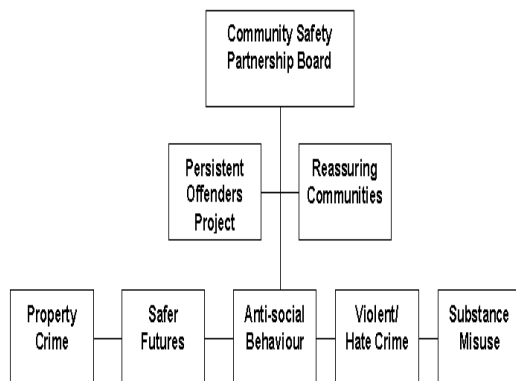 Community Safety
Partnership Board
Persistent
Offenders
Project
Reassuring
Communities
Property
Crime
Safer
Futures
Anti-social
Behaviour
Violent/
Hate Crime
Substance
Misuse